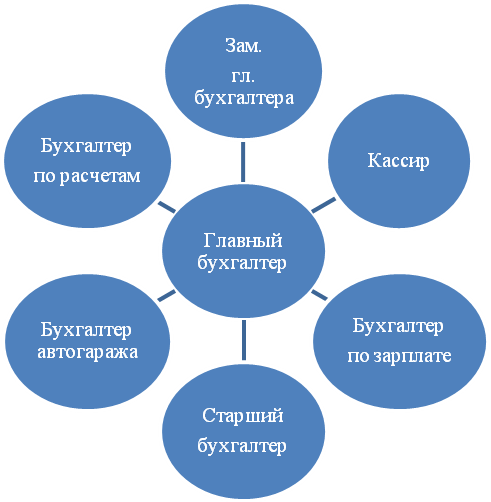 Зам.
гл.
бухгалтера
Кассир
Бухгалтер
по зарплате
Старший
бухгалтер
Бухгалтер
автогаража
Бухгалтер
по расчетам
Главный
бухгалтер